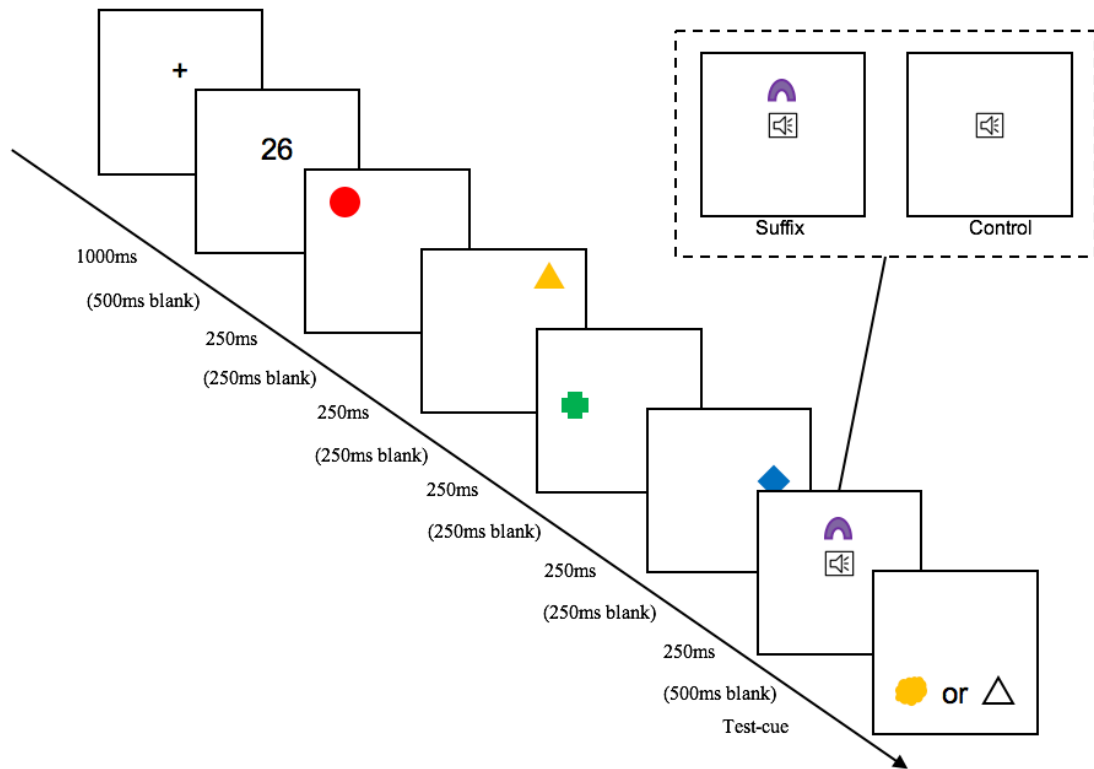 +
26
1000ms
(500ms blank)
250ms
(250ms blank)
250ms
(250ms blank)
250ms
(250ms blank)
250ms
(250ms blank)
250ms
(500ms blank)
Test-cue
Suffix
Control
or